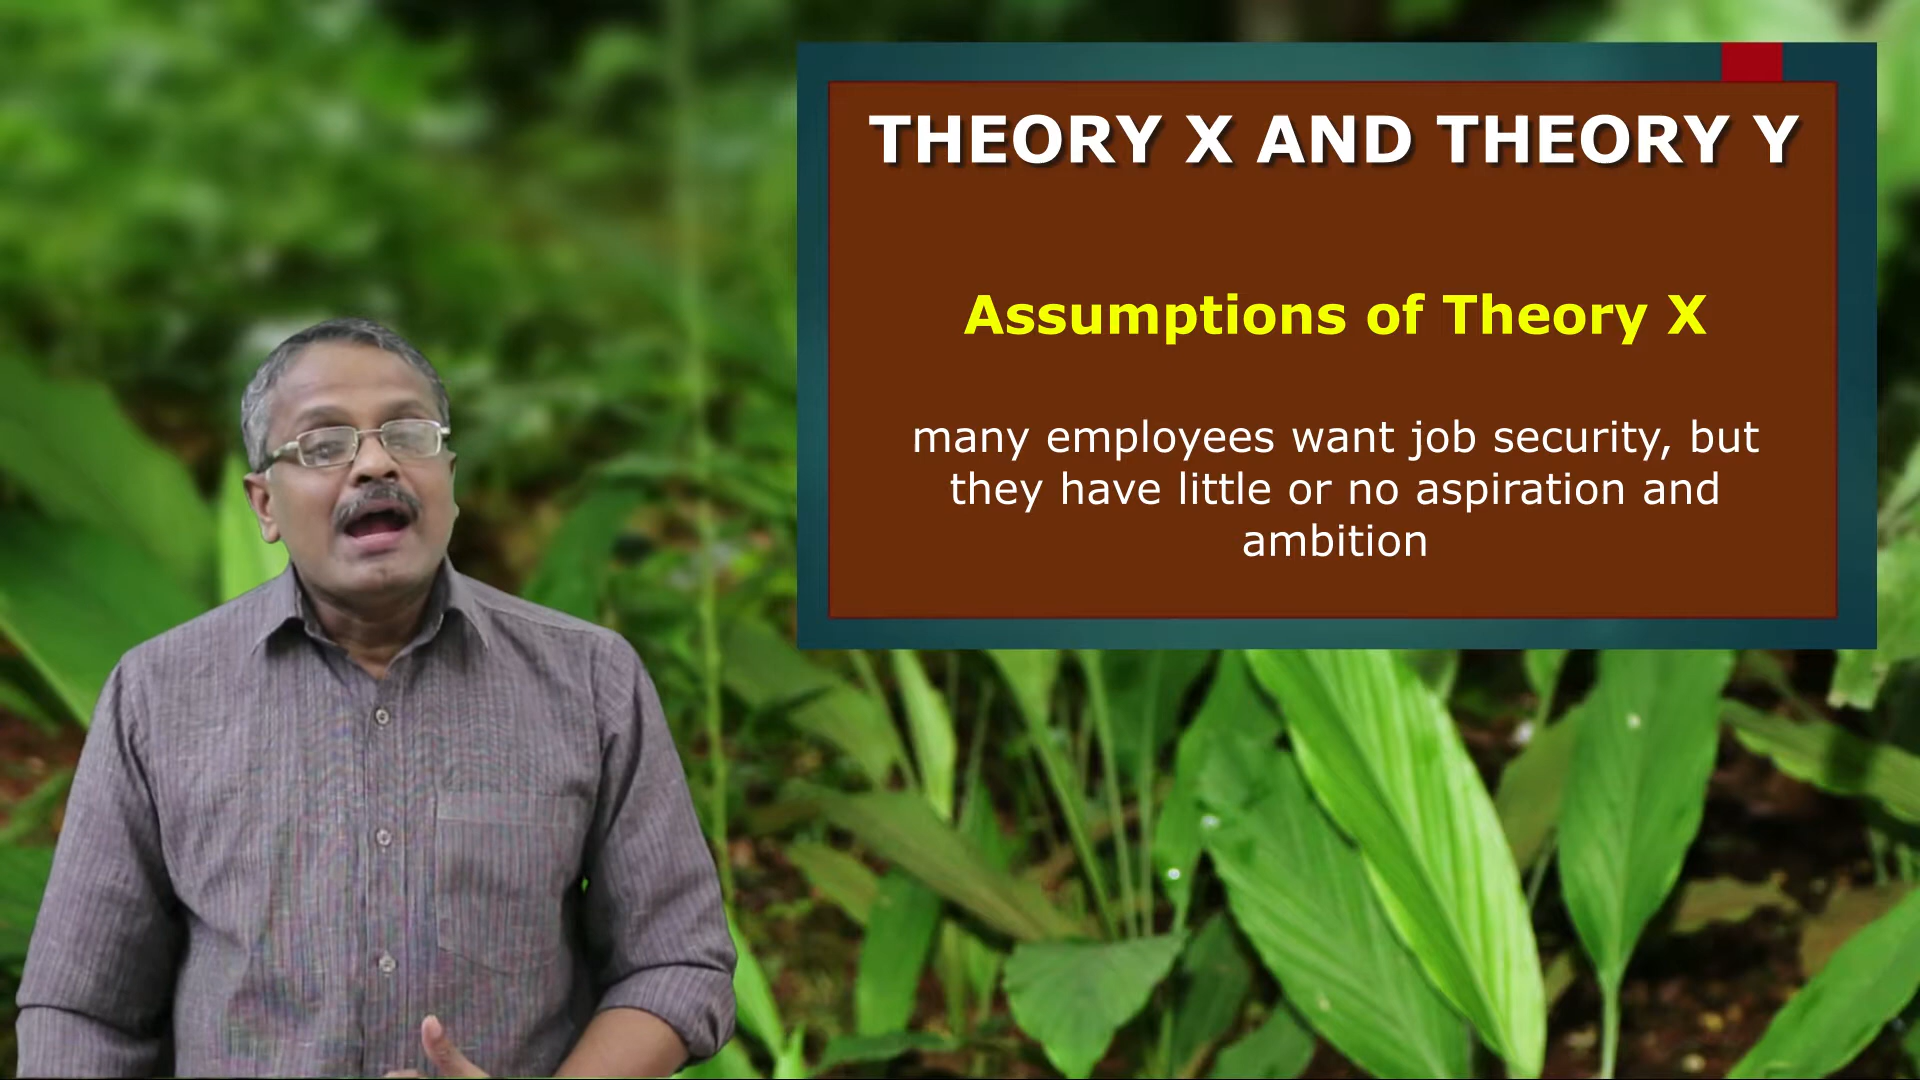 THEORY X AND THEORY Y
Assumptions of Theory X
many employees want job security, but
they have little or no aspiration and
ambition